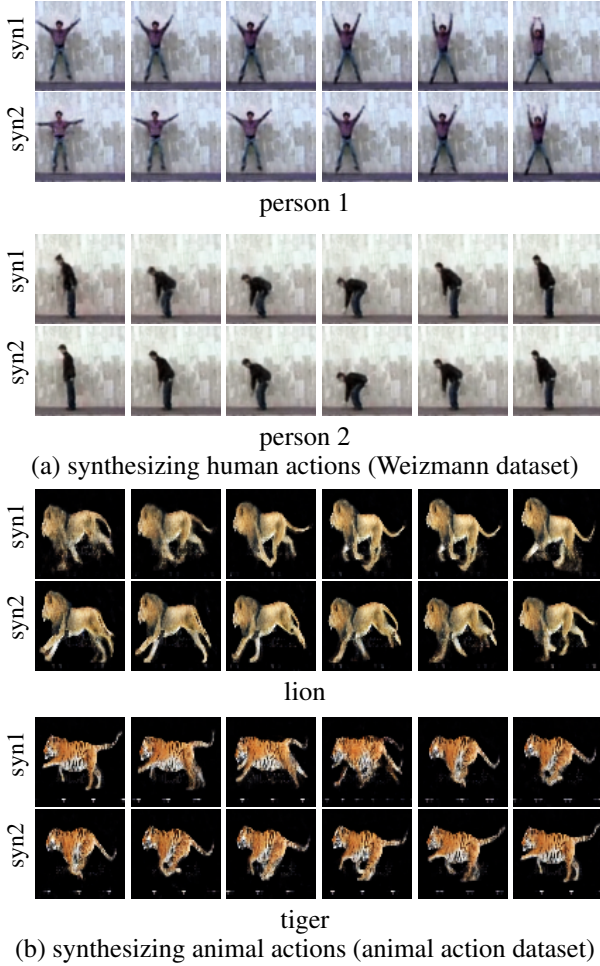 syn1
syn2
person 1
syn1
syn2
person 2
(a) synthesizing human actions (Weizmann dataset)
syn1
syn2
lion
syn1
syn2
tiger
(b) synthesizing animal actions (animal action dataset)